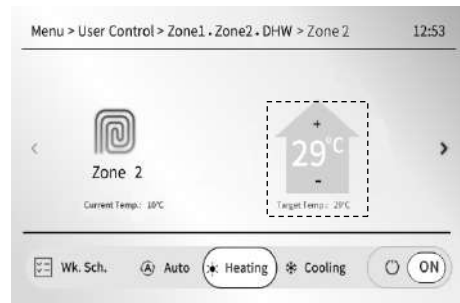 Menu > User Control > Zone1 . Zone2 . DHW > Zone 2
12:53
+
29°C
-
Zone 2
Current Temp.: 10°C
Target Temp.: 29°C
Wk. Sch.
A Auto
Heating
Cooling
ON